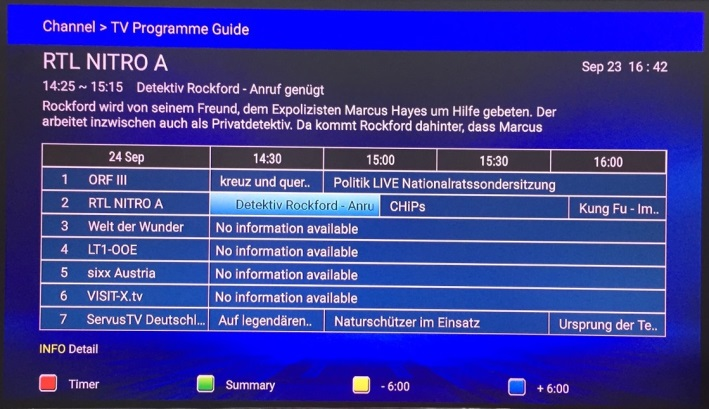 Channel > TV Programme Guide
RTL NITRO A
Sep 23 16 : 42
14:25 ~ 15:15 Detektiv Rockford - Anruf genügt
Rockford wird von seinem Freund, dem Expolizisten Marcus Hayes um Hilfe gebeten. Der
arbeitet inzwischen auch als Privatdetektiv. Da kommt Rockford dahinter, dass Marcus
24 Sep 14:30 15:00 15:30 16:00
1 ORF III kreuz und quer.. Politik LIVE Nationalratssondersitzung
2 RTL NITRO A Detektiv Rockford - Anru CHiPs Kung Fu - Im..
3 Welt der Wunder No information available
4 LT1-OOE No information available
5 sixx Austria No information available
6 VISIT-X.tv No information available
7 ServusTV Deutschl... Auf legendären.. Naturschützer im Einsatz Ursprung der Te..
INFO Detail
Timer Summary - 6:00 + 6:00